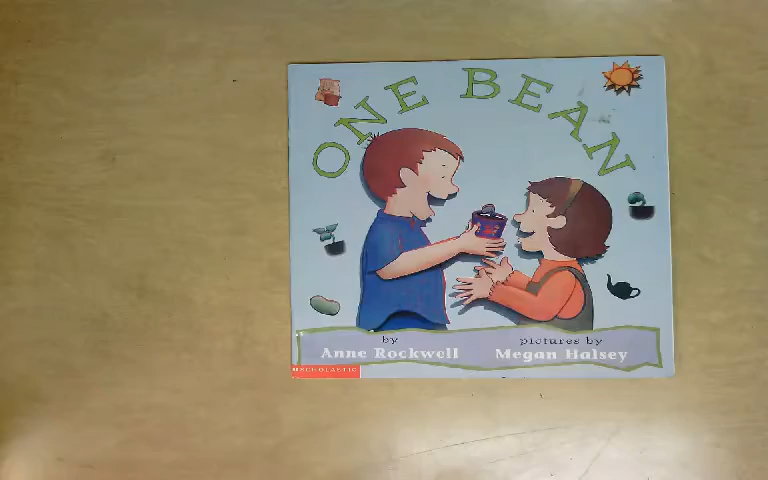 ONE BEAN
by
Anne Rockwell
pictures by
Megan Halsey
SCHOLASTIC